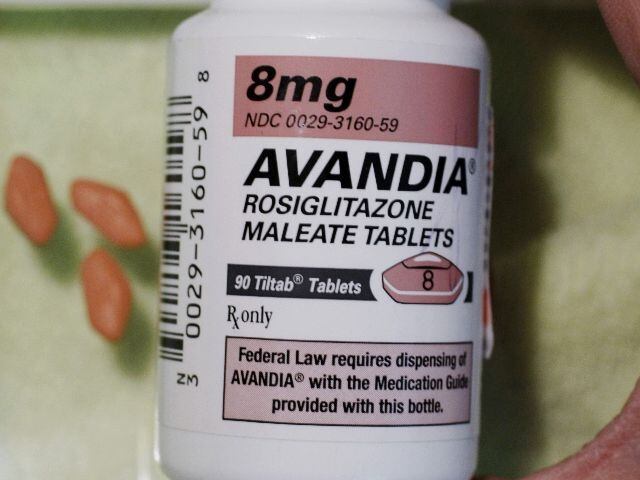 8mg
NDC 0029-3160-59
AVANDIA®
ROSIGLITAZONE
MALEATE TABLETS
90 Tiltab® Tablets
8
Rx only
Federal Law requires dispensing of
AVANDIA® with the Medication Guide
provided with this bottle.
N3 0029-3160-59 8